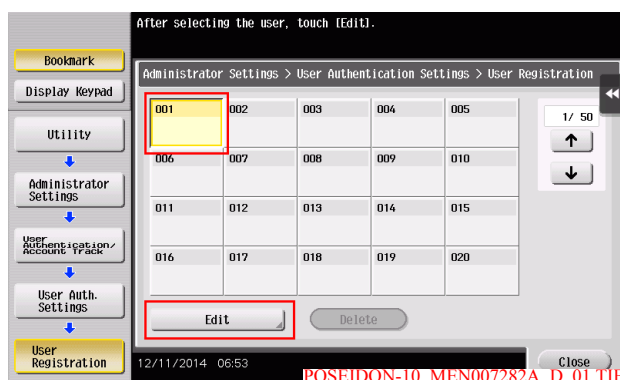 After selecting the user, touch [Edit].
Bookmark
Display Keypad
Utility
Administrator
Settings
User
Authentication/
Account Track
User Auth.
Settings
User
Registration
Administrator Settings > User Authentication Settings > User Registration
001 002 003 004 005
006 007 008 009 010
011 012 013 014 015
016 017 018 019 020
1/ 50
Edit
Delete
12/11/2014 06:53
Close
POSEIDON-10_MEN007282A_D_01.TIF